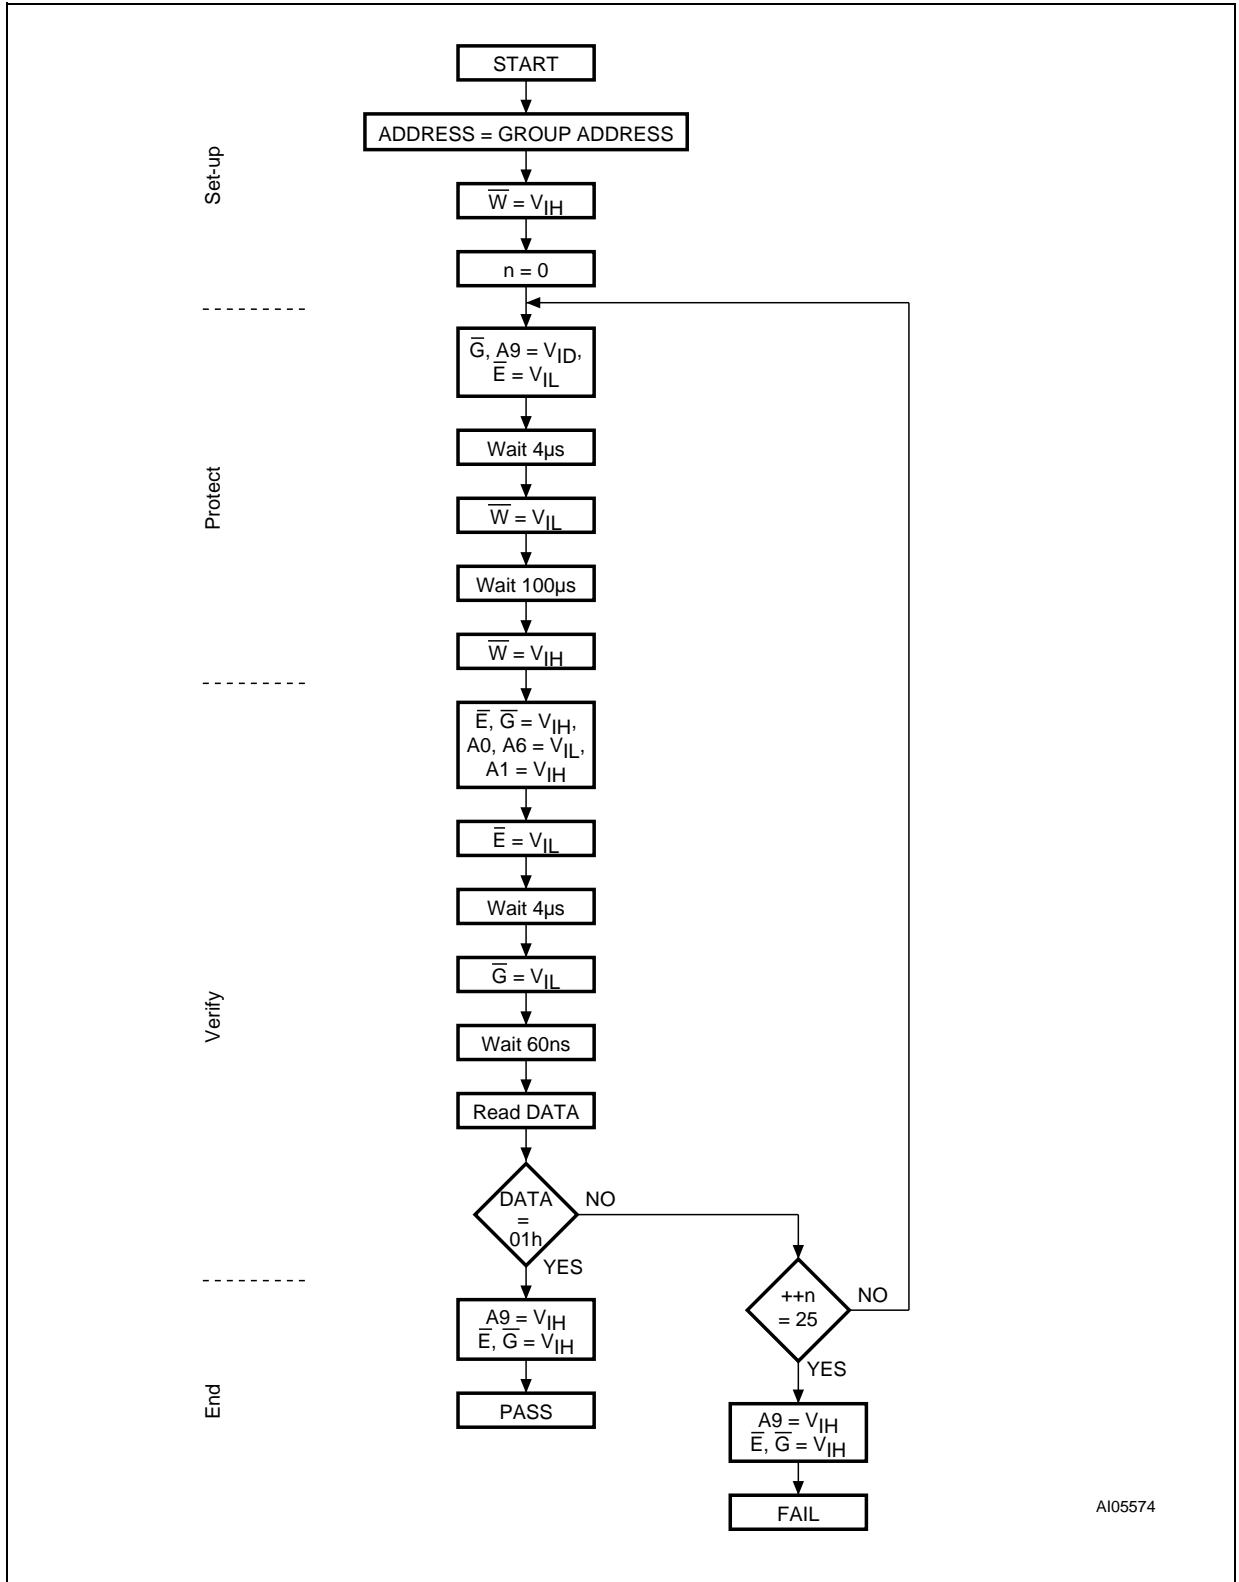 START
ADDRESS = GROUP ADDRESS
Set-up
W̅ = VIH
n = 0
G̅, A9 = VID,
E̅ = VIL
Wait 4µs
Protect
W̅ = VIL
Wait 100µs
W̅ = VIH
E̅, G̅ = VIH,
A0, A6 = VIL,
A1 = VIH
E̅ = VIL
Wait 4µs
G̅ = VIL
Verify
Wait 60ns
Read DATA
DATA
=
01h
NO
YES
++n
= 25
NO
YES
A9 = VIH
E̅, G̅ = VIH
End
PASS
A9 = VIH
E̅, G̅ = VIH
FAIL
AI05574